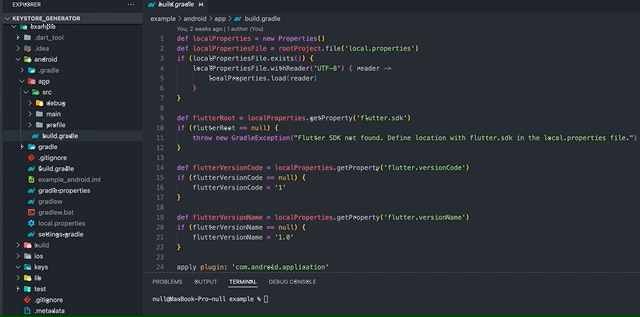 EXPLORER
KEYSTORE_GENERATOR
example
.dart_tool
.idea
android
.gradle
app
src
debug
main
profile
build.gradle
gradle
.gitignore
build.gradle
example_android.iml
gradle.properties
gradlew
gradlew.bat
local.properties
settings.gradle
build
ios
keys
lib
test
.gitignore
.metadata
build.gradle
example > android > app > build.gradle
You, 2 weeks ago | 1 author (You)
1 def localProperties = new Properties()
2 def localPropertiesFile = rootProject.file('local.properties')
3 if (localPropertiesFile.exists()) {
4 localPropertiesFile.withReader('UTF-8') { reader ->
5 localProperties.load(reader)
6 }
7 }
8
9 def flutterRoot = localProperties.getProperty('flutter.sdk')
10 if (flutterRoot == null) {
11 throw new GradleException("Flutter SDK not found. Define location with flutter.sdk in the local.properties file.")
12 }
13
14 def flutterVersionCode = localProperties.getProperty('flutter.versionCode')
15 if (flutterVersionCode == null) {
16 flutterVersionCode = '1'
17 }
18
19 def flutterVersionName = localProperties.getProperty('flutter.versionName')
20 if (flutterVersionName == null) {
21 flutterVersionName = '1.0'
22 }
23
24 apply plugin: 'com.android.application'
PROBLEMS OUTPUT TERMINAL DEBUG CONSOLE
null@MacBook-Pro-null example %